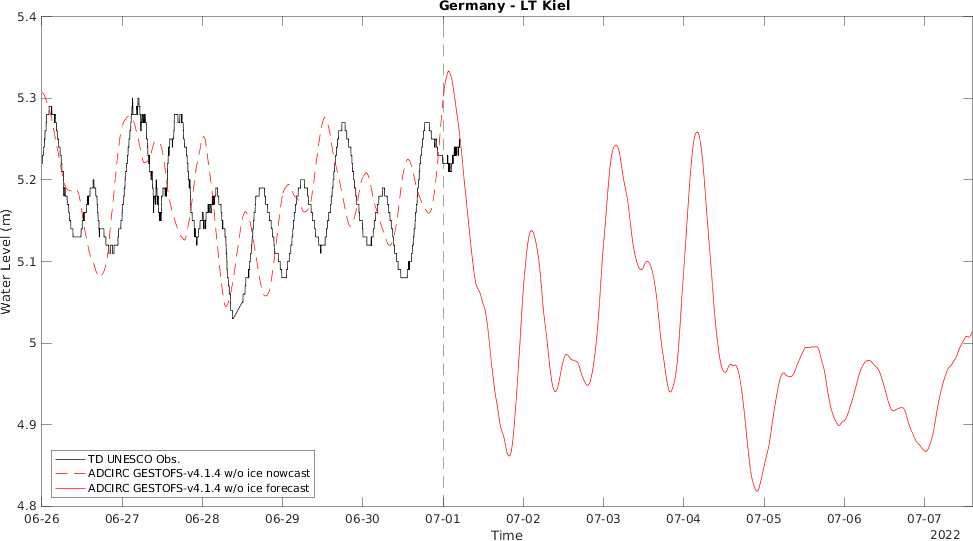 Germany - LT Kiel
5.4
5.3
5.2
5.1
5
4.9
4.8
Water Level (m)
TD UNESCO Obs.
ADCIRC GESTOFS-v4.1.4 w/o ice nowcast
ADCIRC GESTOFS-v4.1.4 w/o ice forecast
06-26 06-27 06-28 06-29 06-30 07-01 07-02 07-03 07-04 07-05 07-06 07-07
Time
2022